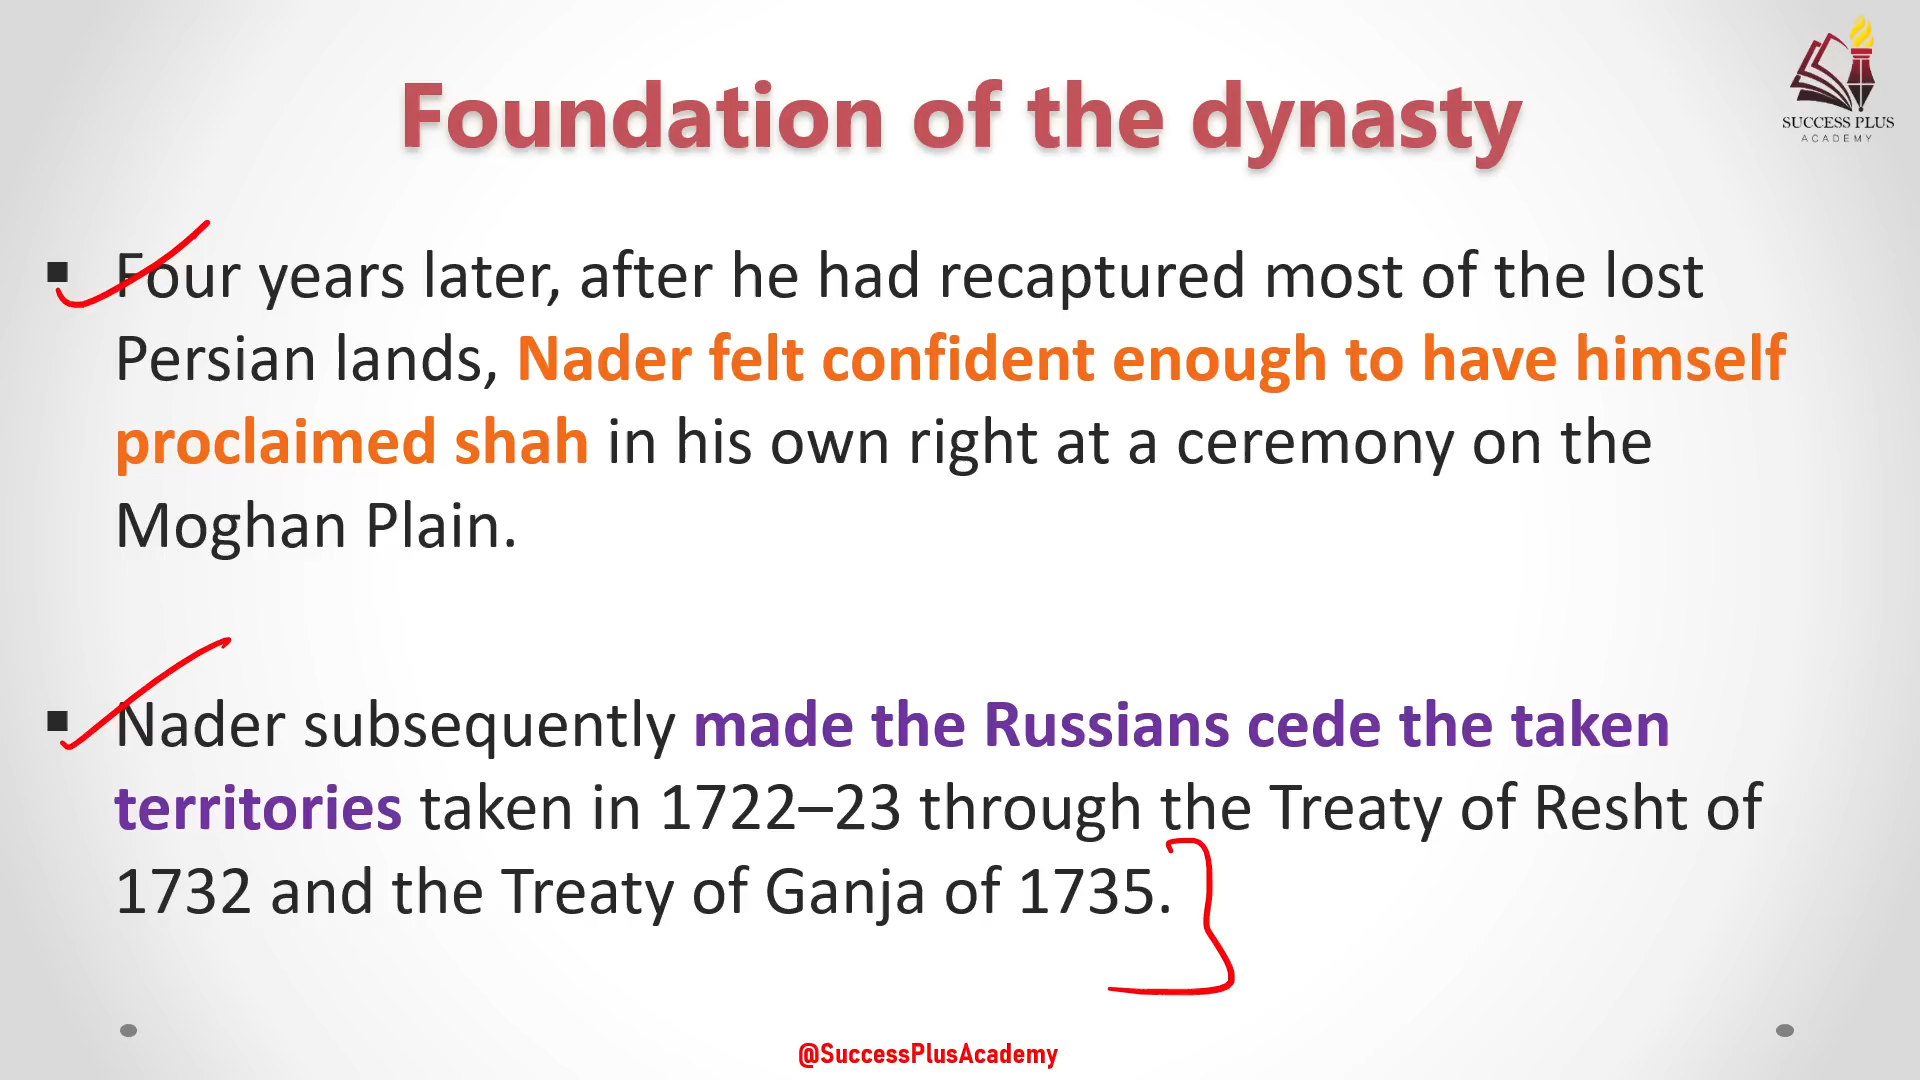 SUCCESS PLUS
ACADEMY
Foundation of the dynasty
Four years later, after he had recaptured most of the lost
Persian lands, Nader felt confident enough to have himself
proclaimed shah in his own right at a ceremony on the
Moghan Plain.
Nader subsequently made the Russians cede the taken
territories taken in 1722–23 through the Treaty of Resht of
1732 and the Treaty of Ganja of 1735.
@SuccessPlusAcademy